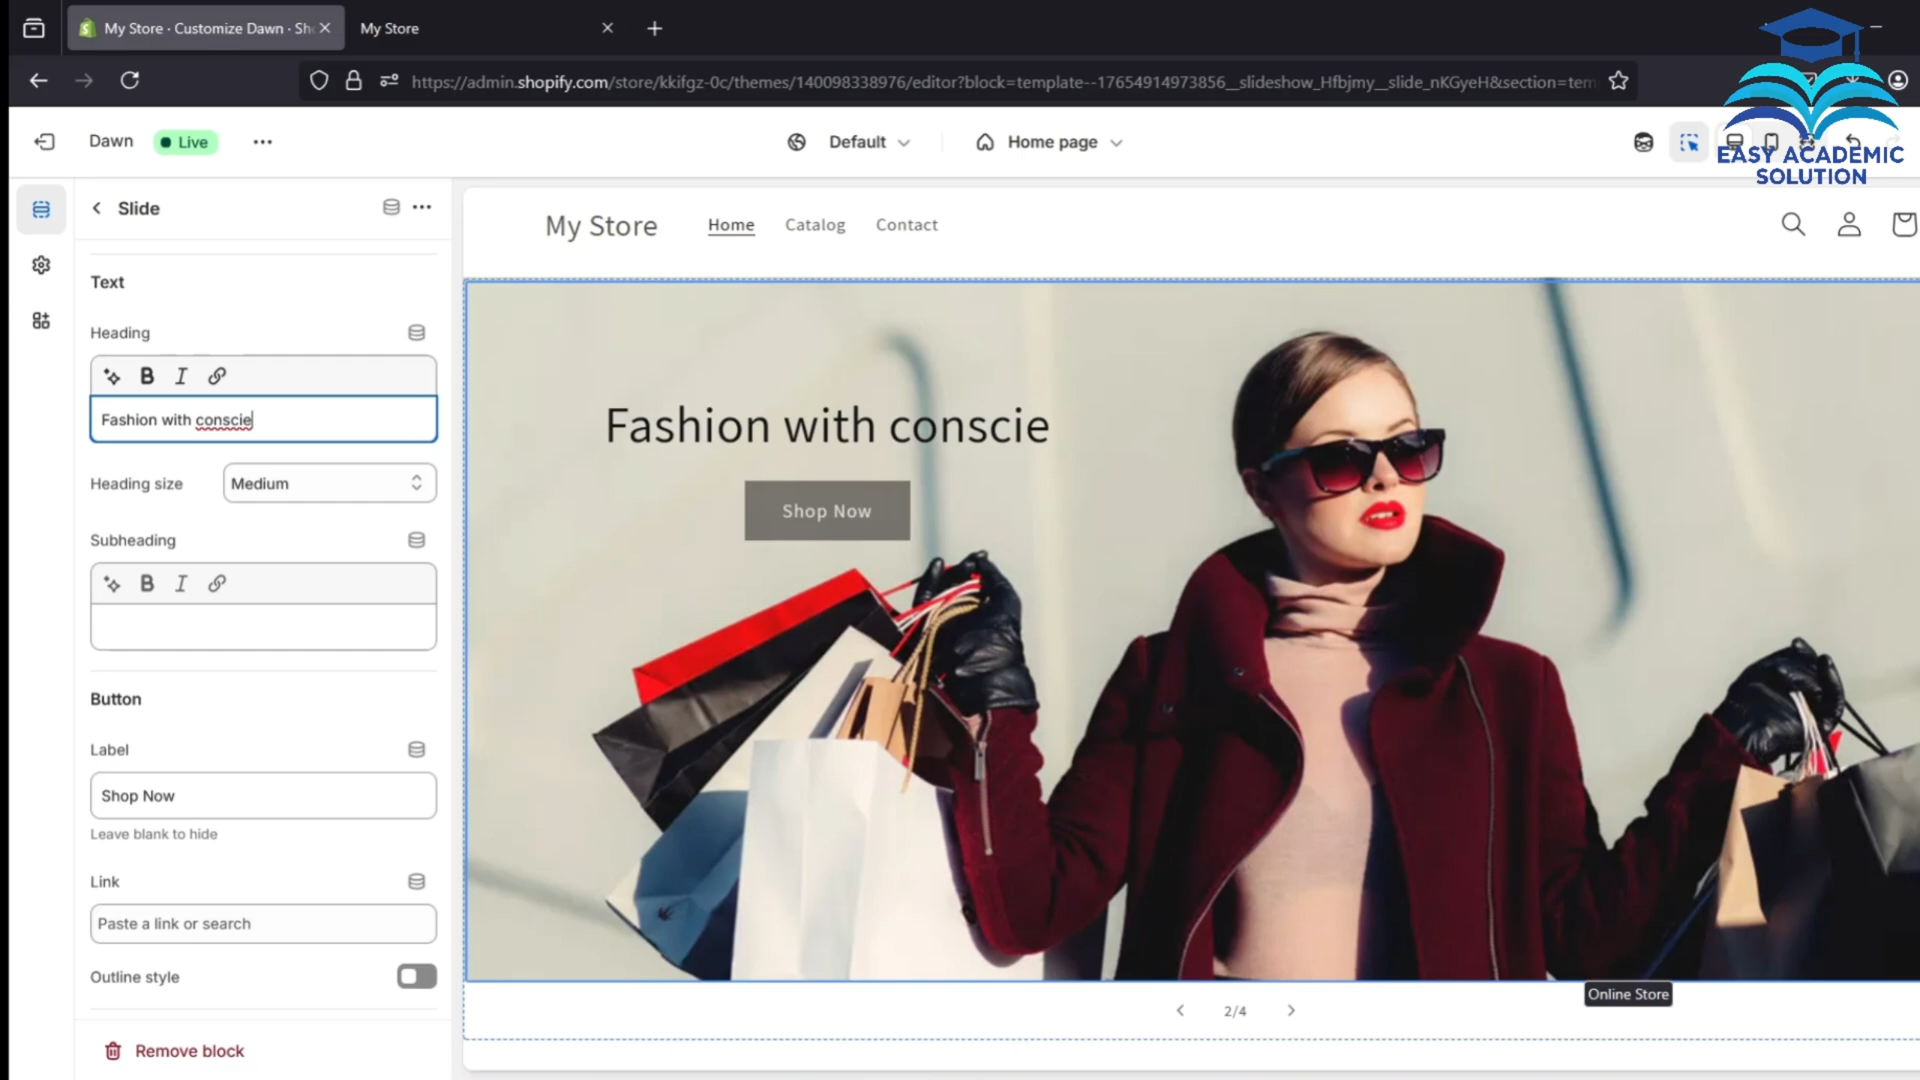 My Store · Customize Dawn · Sh
My Store
https://admin.shopify.com/store/kkifgz-0c/themes/140098338976/editor?block=template--17654914973856__slideshow_Hfbjmy__slide_nKGyeH&section=tem
EASY ACADEMIC
SOLUTION
Dawn
Live
Default
Home page
Slide
Text
Heading
B I
Fashion with conscie
Heading size
Medium
Subheading
B I
Button
Label
Shop Now
Leave blank to hide
Link
Paste a link or search
Outline style
Remove block
My Store
Home
Catalog
Contact
Fashion with conscie
Shop Now
2/4
Online Store